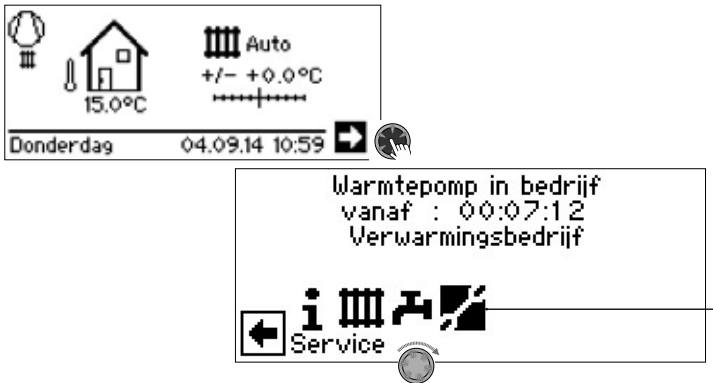 Auto
+/- +0.0°C
15.0°C
Donderdag 04.09.14 10:59
Warmtepomp in bedrijf
vanaf : 00:07:12
Verwarmingsbedrijf
Service